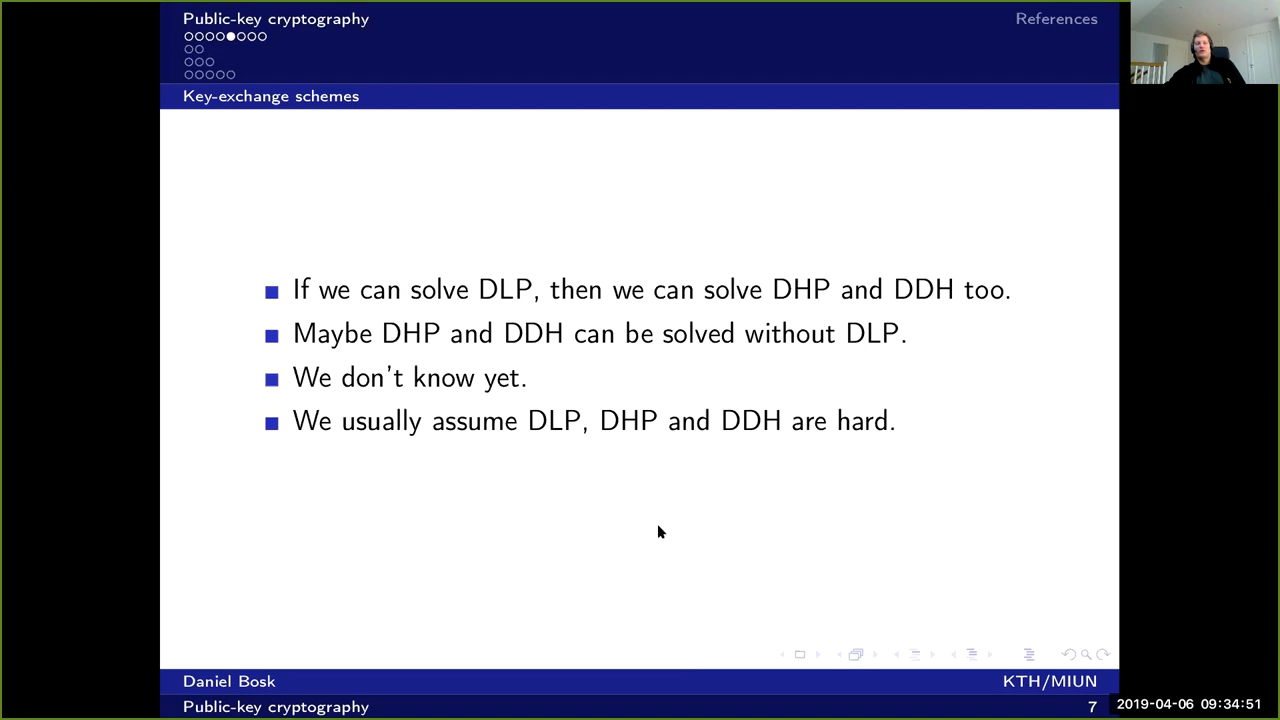 Public-key cryptography
References
Key-exchange schemes
If we can solve DLP, then we can solve DHP and DDH too.
Maybe DHP and DDH can be solved without DLP.
We don't know yet.
We usually assume DLP, DHP and DDH are hard.
Daniel Bosk
KTH/MIUN
Public-key cryptography
7
2019-04-06 09:34:51